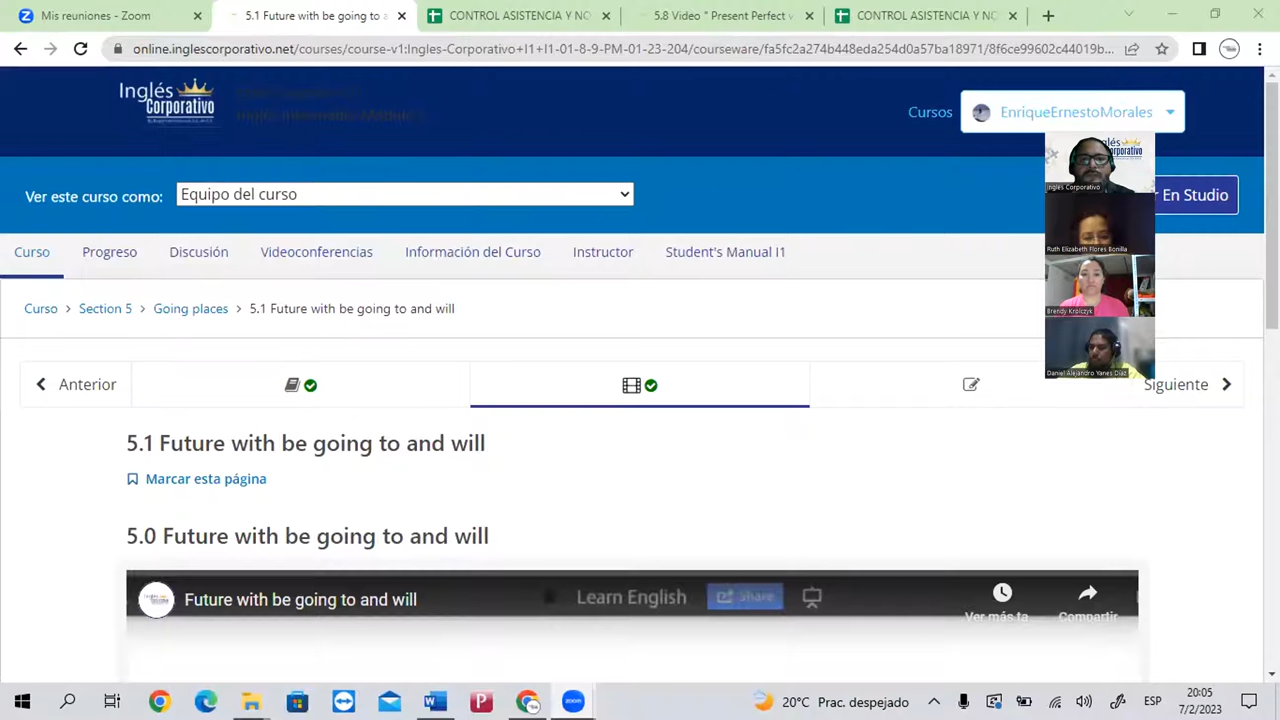 Mis reuniones - Zoom
5.1 Future with be going to a
CONTROL ASISTENCIA Y NO
5.8 Video " Present Perfect v
CONTROL ASISTENCIA Y NO
online.inglescorporativo.net/courses/course-v1:Ingles-Corporativo+I1+I1-01-8-9-PM-01-23-204/courseware/fa5fc2a274b448eda254d0a57ba18971/8f6ce99602c44019b...
Inglés
Corporativo
Cursos
EnriqueErnestoMorales
Ver este curso como:
Equipo del curso
En Studio
Inglés Corporativo
Ruth Elizabeth Flores Bonilla
Brendy Krolczyk
Daniel Alejandro Yanes Díaz
Curso
Progreso
Discusión
Videoconferencias
Información del Curso
Instructor
Student's Manual I1
Curso > Section 5 > Going places > 5.1 Future with be going to and will
Anterior
Siguiente
5.1 Future with be going to and will
Marcar esta página
5.0 Future with be going to and will
Future with be going to and will
Learn English
Share
Ver más ta...
Compartir
20°C Prac. despejado
ESP
20:05
7/2/2023